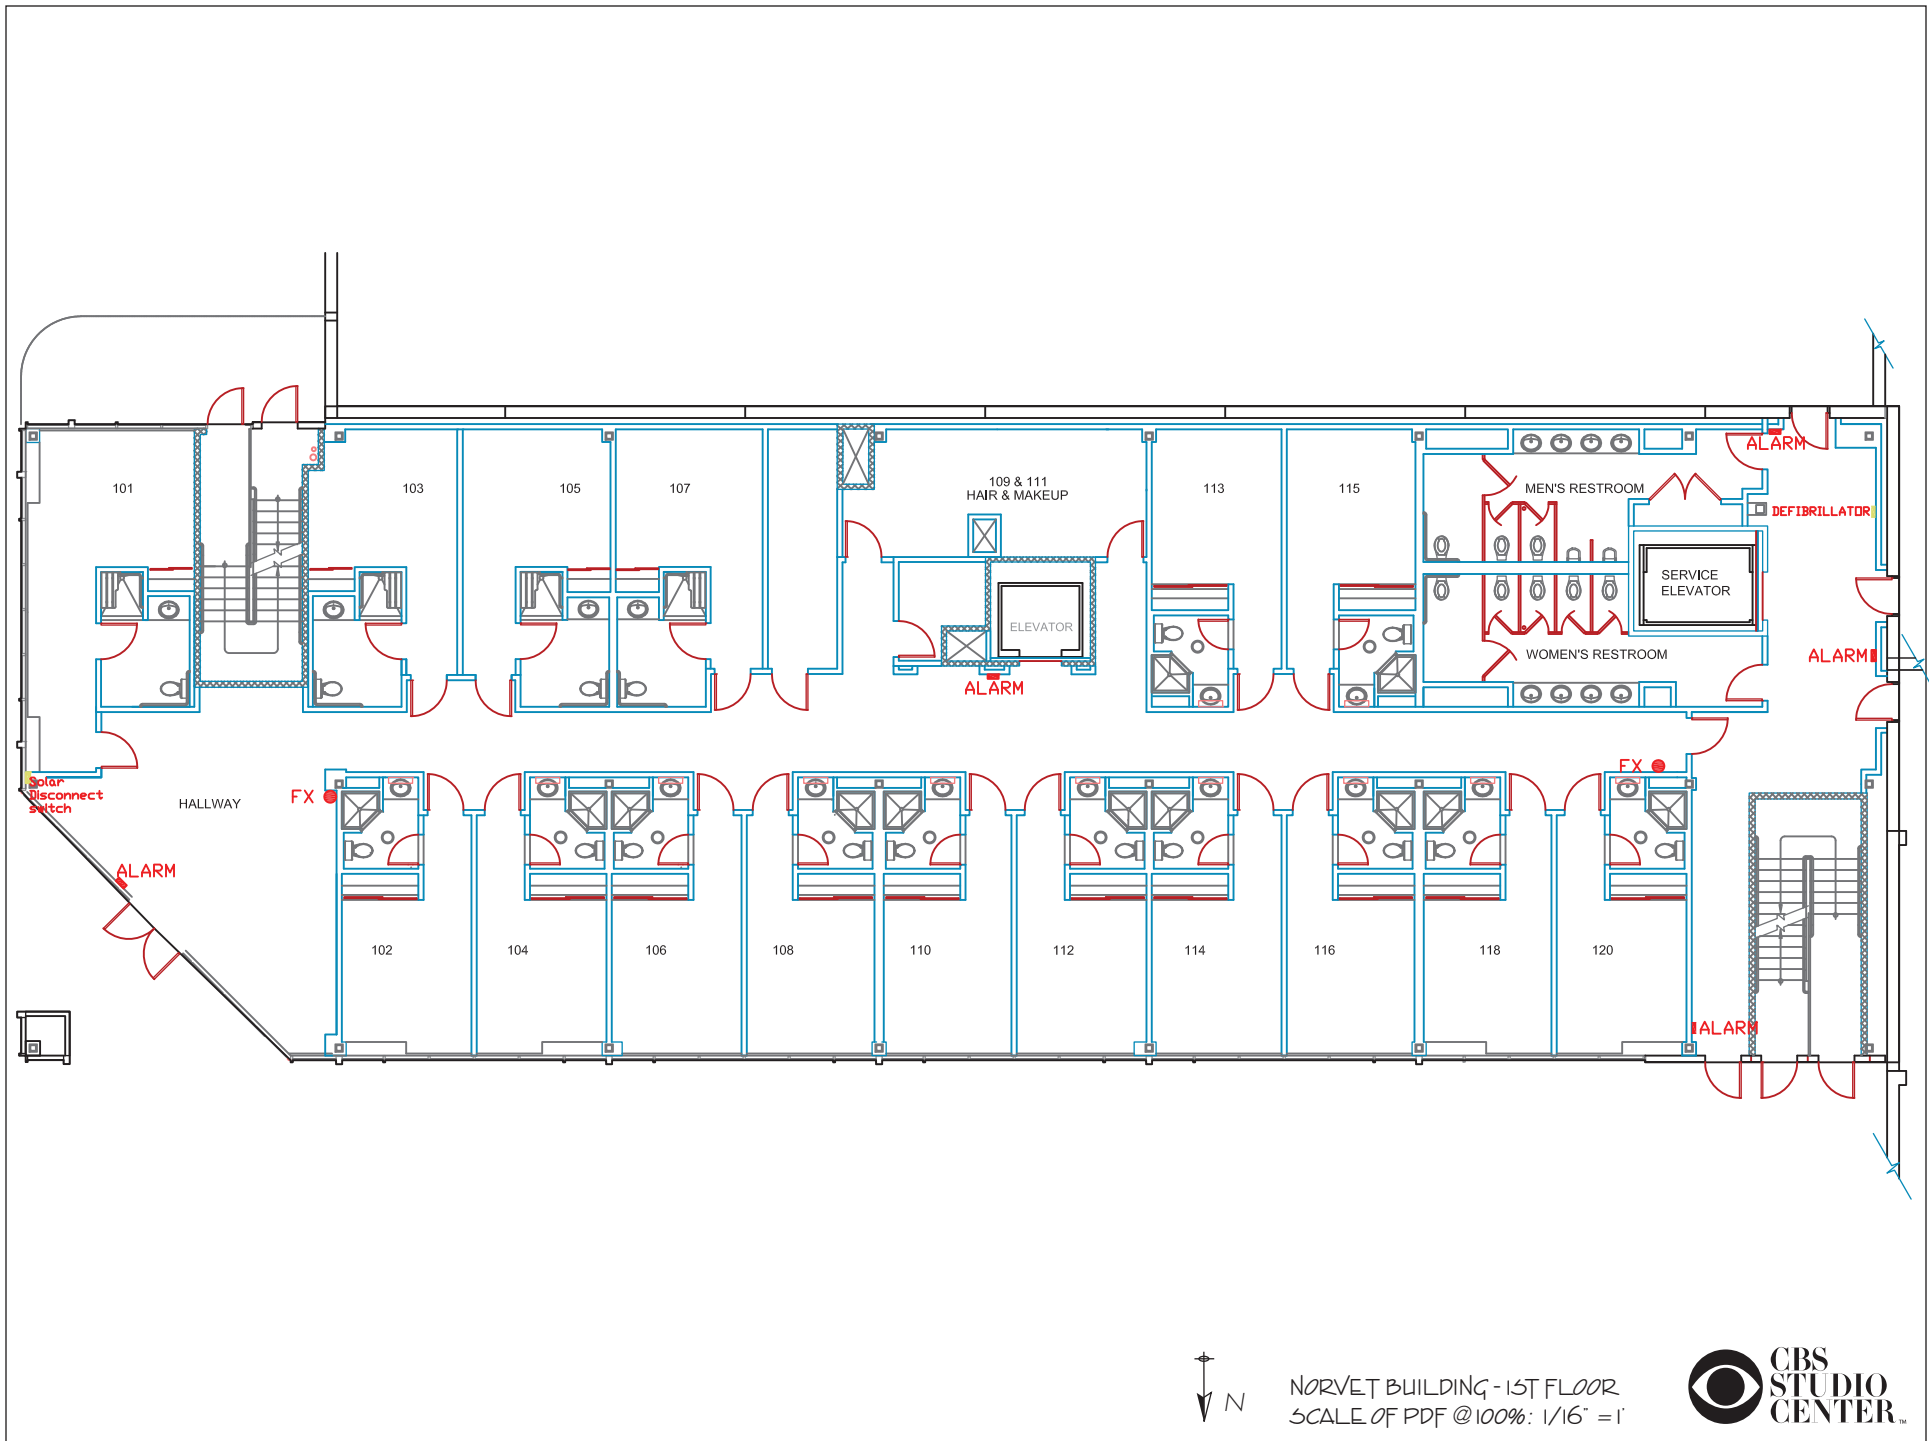 101
103
105
107
109 & 111
HAIR & MAKEUP
113
115
MEN'S RESTROOM
ALARM
DEFIBRILLATOR
SERVICE
ELEVATOR
ELEVATOR
WOMEN'S RESTROOM
ALARM
ALARM
Solar
Disconnect
switch
HALLWAY
FX
FX
ALARM
102
104
106
108
110
112
114
116
118
120
ALARM
N
NORVET BUILDING - 1ST FLOOR
SCALE OF PDF @ 100%: 1/16" = 1'
CBS
STUDIO
CENTER™